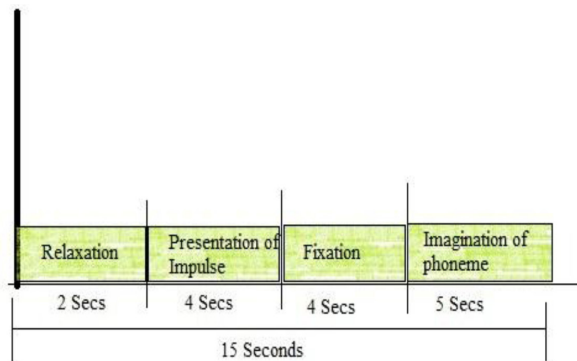 Relaxation
Presentation of
Impulse
Fixation
Imagination of
phoneme
2 Secs
4 Secs
4 Secs
5 Secs
15 Seconds